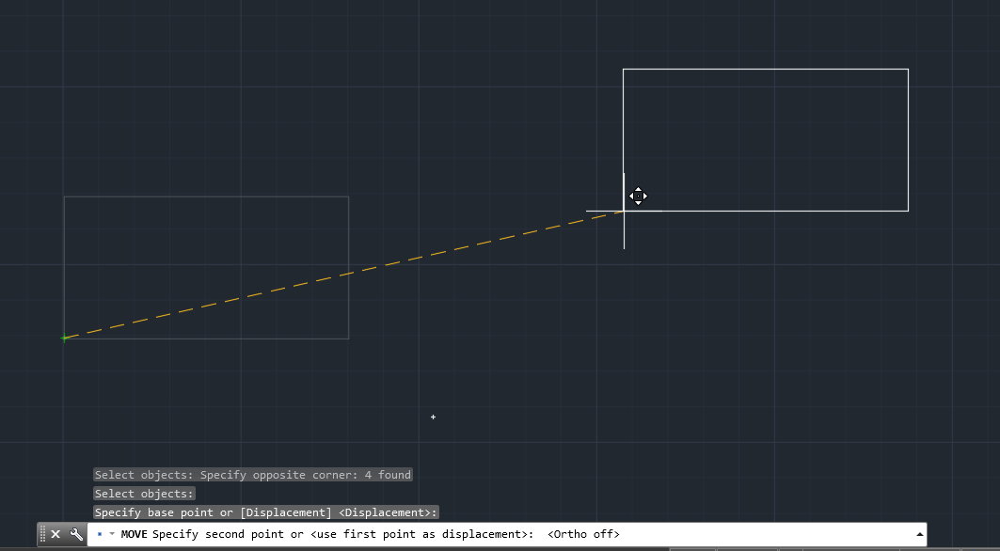 Select objects: Specify opposite corner: 4 found
Select objects:
Specify base point or [Displacement] <Displacement>:
MOVE Specify second point or <use first point as displacement>:  <Ortho off>